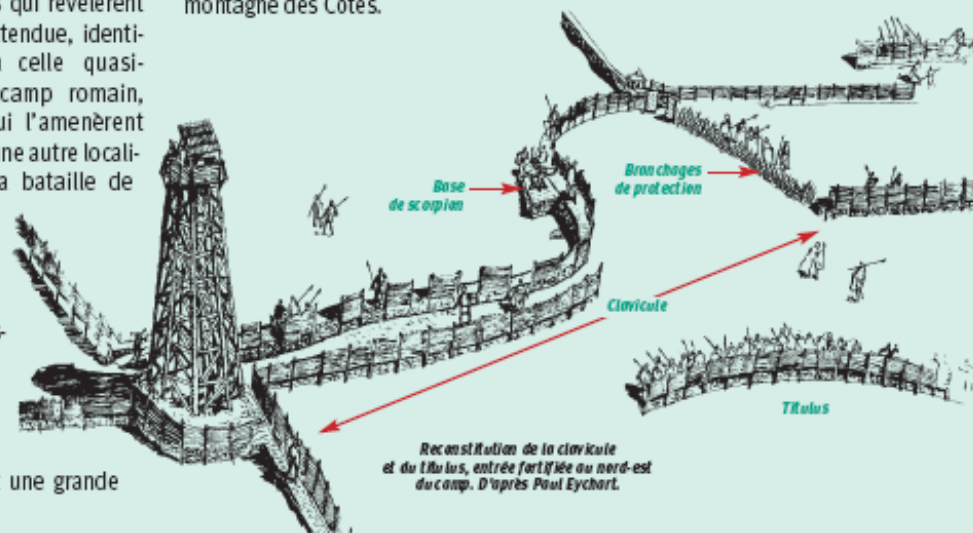 qui révélèrent
tendue, identi-
celle quasi-
camp romain,
ui l'amenèrent
ne autre locali-
a bataille de
une grande
montagne des Côtes.
Base
de scorpion
Branchages
de protection
Clavicule
Titulus
Reconstitution de la clavicule
et du titulus, entrée fortifiée au nord-est
du camp. D'après Paul Eychart.